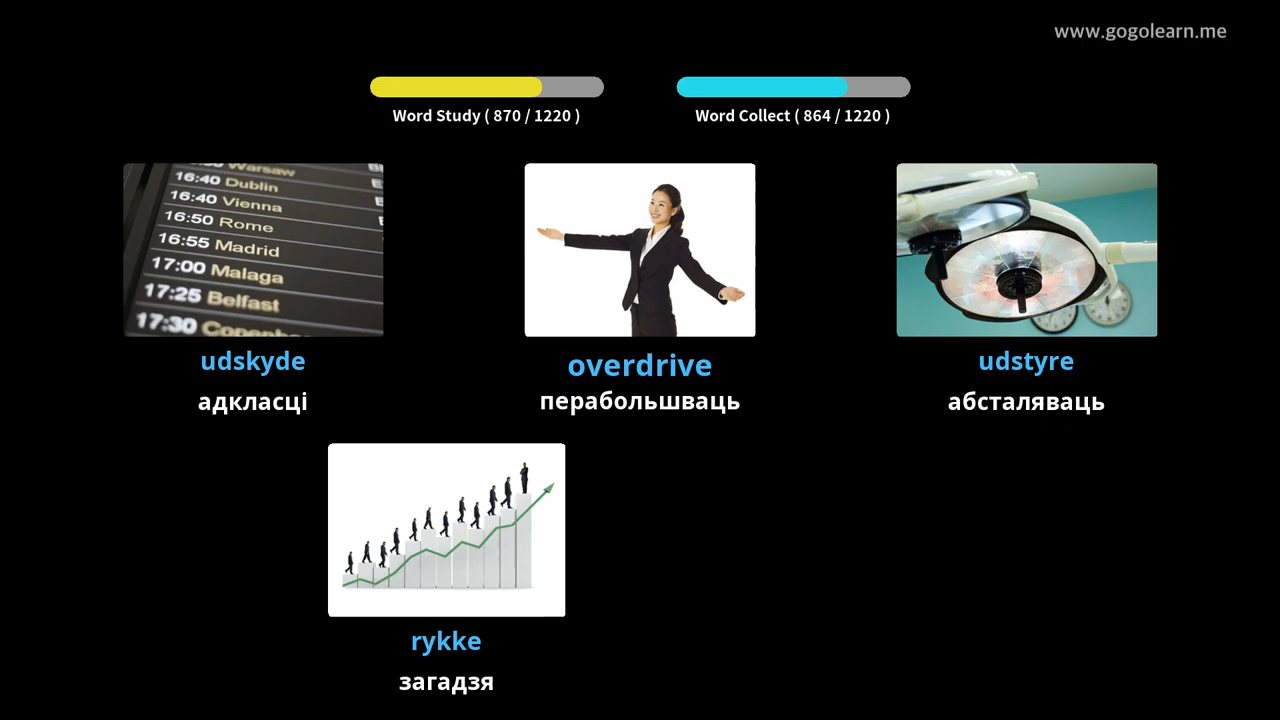 www.gogolearn.me
Word Study ( 870 / 1220 )
Word Collect ( 864 / 1220 )
Warsaw
16:40 Dublin
16:40 Vienna
16:50 Rome
16:55 Madrid
17:00 Malaga
17:25 Belfast
17:30
udskyde
адкласці
overdrive
перабольшваць
udstyre
абсталяваць
rykke
загадзя